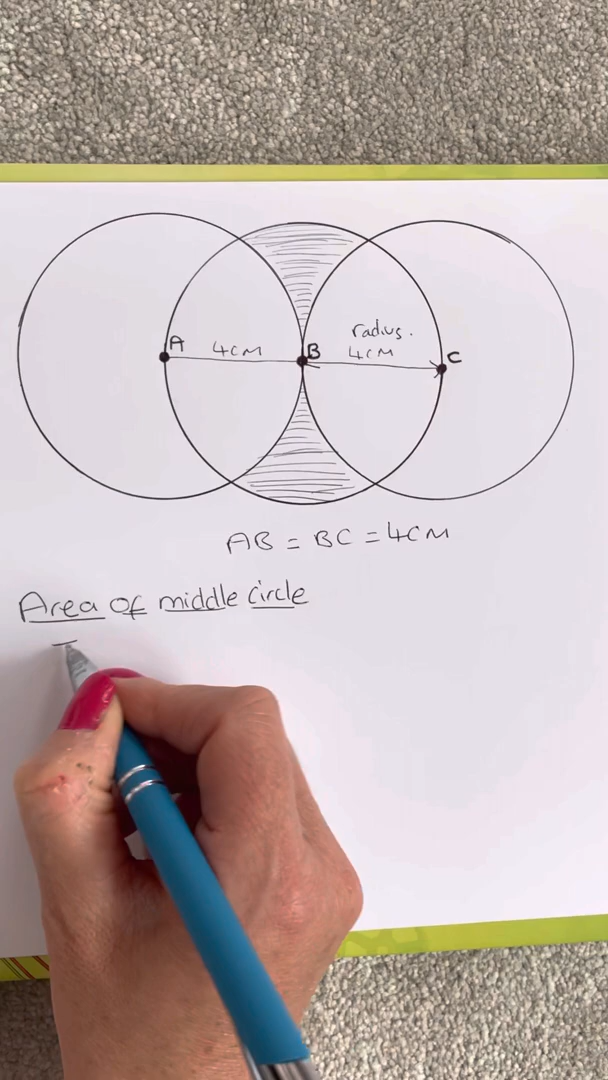 radius.
A 4cm B 4cm C
AB = BC = 4cm
Area of middle circle